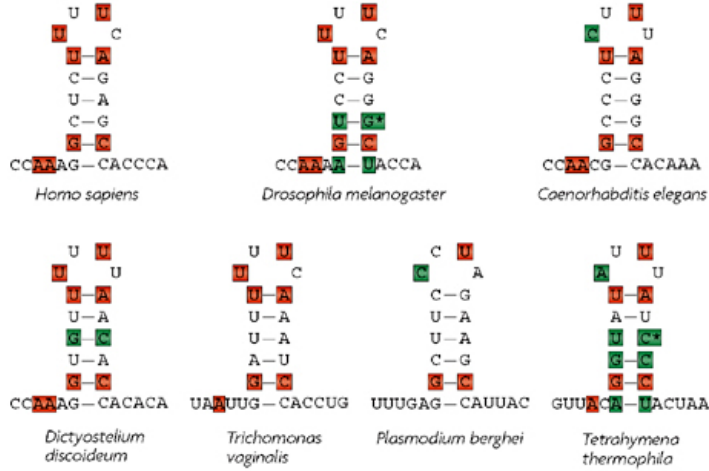 U U
U C
U–A
C–G
U–A
C–G
G–C
CCAAAG–CACCCA
Homo sapiens
U U
U C
U–A
C–G
C–G
U–G*
G–C
CCAAAA–UACCA
Drosophila melanogaster
U U
C U
U–A
C–G
C–G
C–G
G–C
CCAACG–CACAAA
Caenorhabditis elegans
U U
U U
U–A
U–A
G–C
U–A
G–C
CCAAAG–CACACA
Dictyostelium
discoideum
U U
U C
U–A
U–A
U–A
A–U
G–C
UAAUUG–CACCUG
Trichomonas
vaginalis
C U
C A
C–G
U–A
U–A
C–G
G–C
UUUGAG–CAUUAC
Plasmodium berghei
U U
A U
U–A
A–U
U–C*
G–C
G–C
GUUACA–UACUAA
Tetrahymena
thermophila